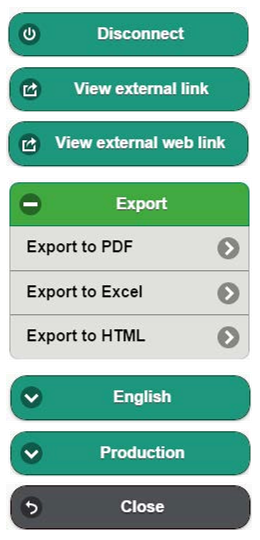 Disconnect
View external link
View external web link
Export
Export to PDF
Export to Excel
Export to HTML
English
Production
Close